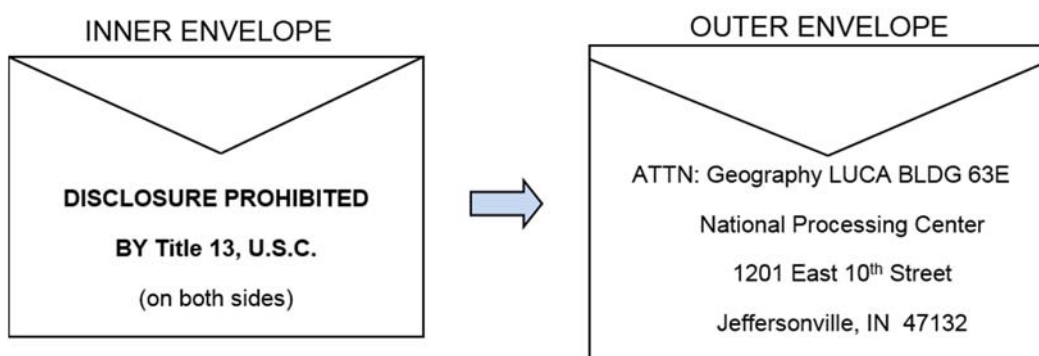 INNER ENVELOPE
DISCLOSURE PROHIBITED
BY Title 13, U.S.C.
(on both sides)
OUTER ENVELOPE
ATTN: Geography LUCA BLDG 63E
National Processing Center
1201 East 10th Street
Jeffersonville, IN 47132